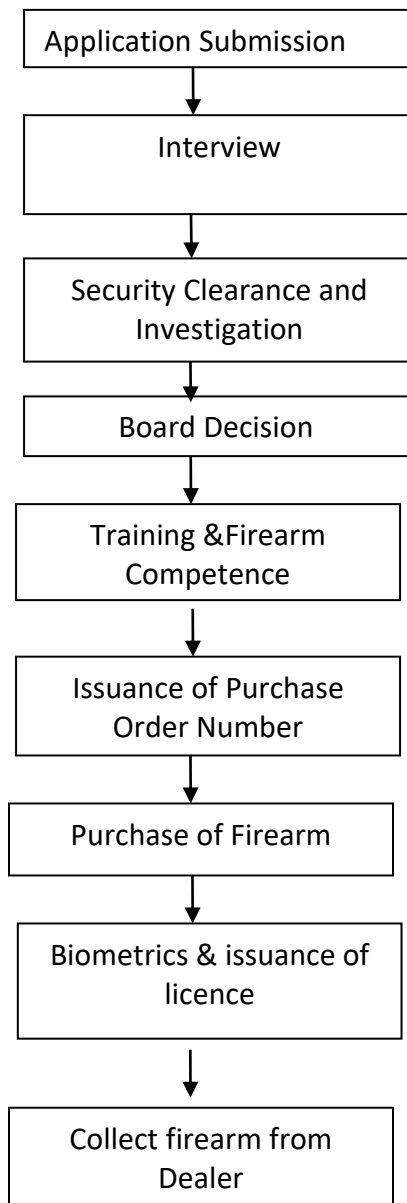 Application Submission
Interview
Security Clearance and
Investigation
Board Decision
Training &Firearm
Competence
Issuance of Purchase
Order Number
Purchase of Firearm
Biometrics & issuance of
licence
Collect firearm from
Dealer